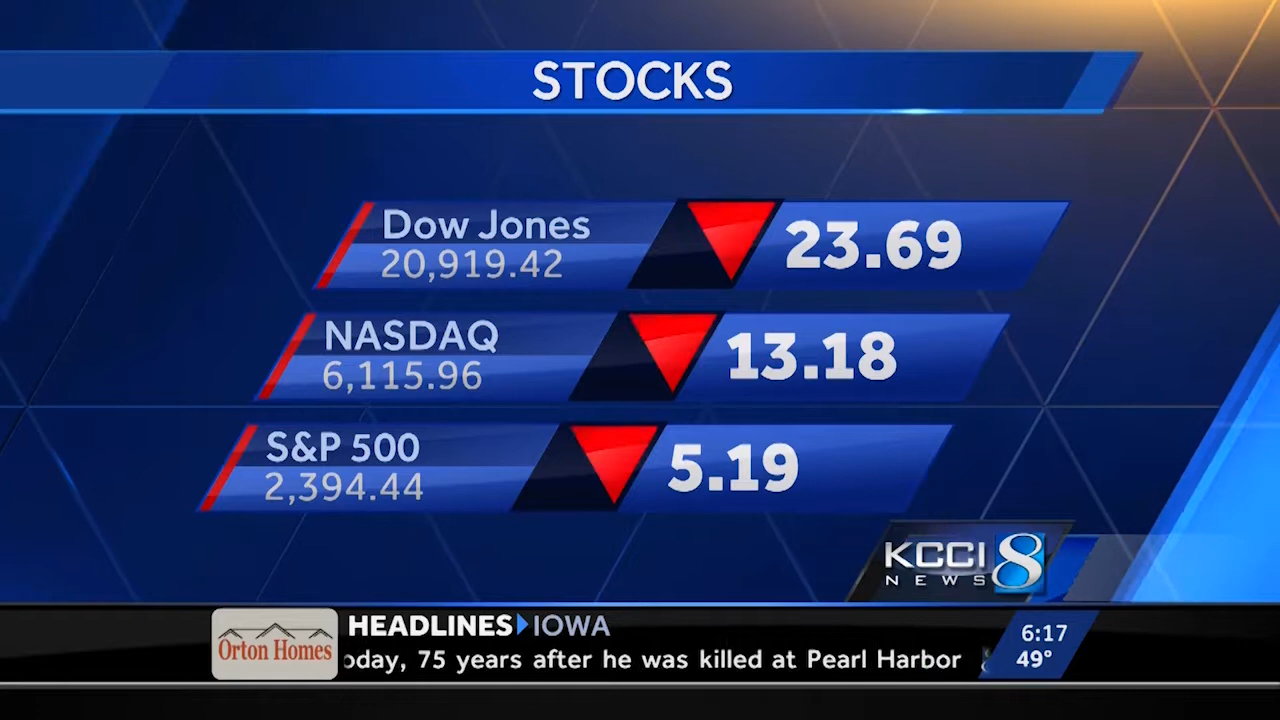 STOCKS
Dow Jones
20,919.42
23.69
NASDAQ
6,115.96
13.18
S&P 500
2,394.44
5.19
KCCI 8
NEWS
Orton Homes
HEADLINES IOWA
oday, 75 years after he was killed at Pearl Harbor
6:17
49°